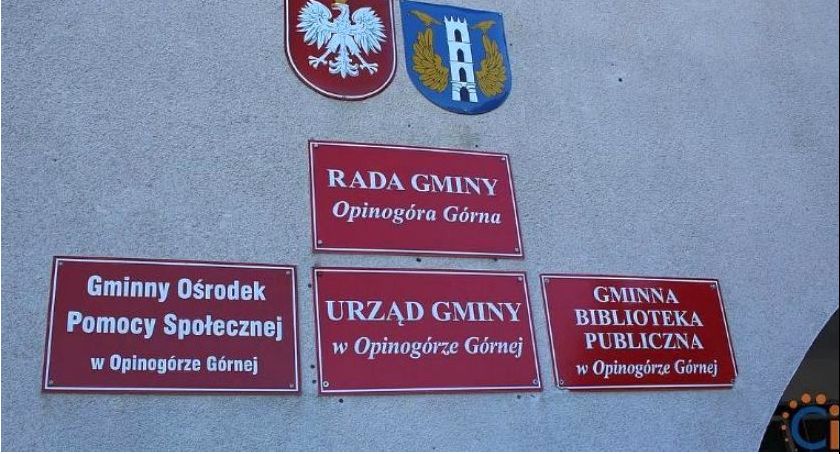 RADA GMINY
Opinogóra Górna
Gminny Ośrodek
Pomocy Społecznej
w Opinogórze Górnej
URZĄD GMINY
w Opinogórze Górnej
GMINNA
BIBLIOTEKA
PUBLICZNA
w Opinogórze Górnej